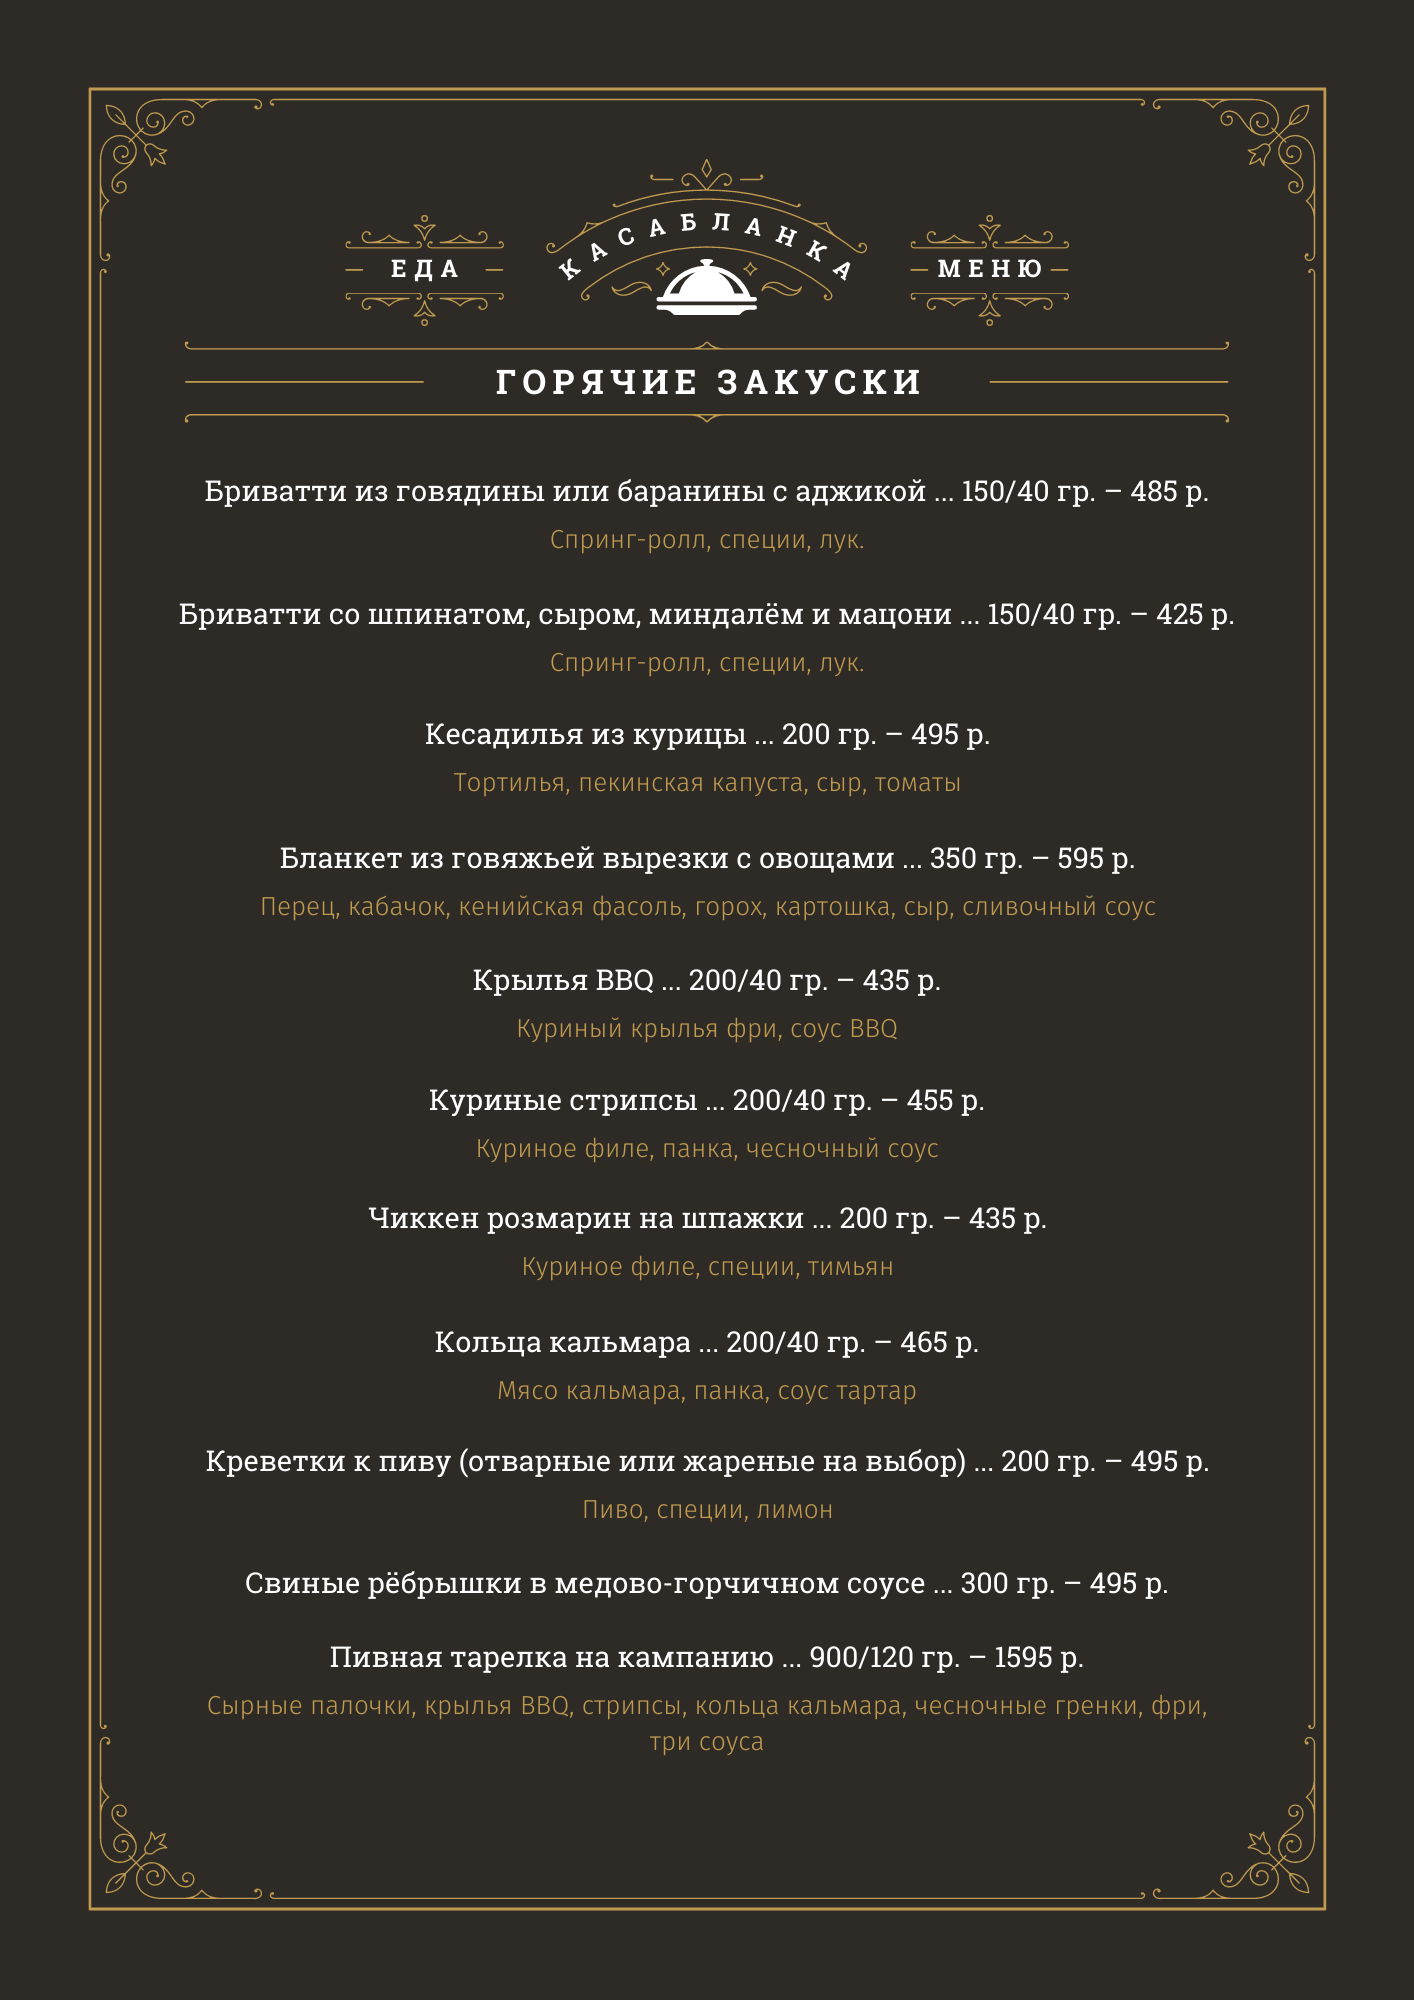 КАСАБЛАНКА
ЕДА
МЕНЮ
ГОРЯЧИЕ ЗАКУСКИ
Бриватти из говядины или баранины с аджикой ... 150/40 гр. – 485 р.
Спринг-ролл, специи, лук.
Бриватти со шпинатом, сыром, миндалём и мацони ... 150/40 гр. – 425 р.
Спринг-ролл, специи, лук.
Кесадилья из курицы ... 200 гр. – 495 р.
Тортилья, пекинская капуста, сыр, томаты
Бланкет из говяжьей вырезки с овощами ... 350 гр. – 595 р.
Перец, кабачок, кенийская фасоль, горох, картошка, сыр, сливочный соус
Крылья BBQ ... 200/40 гр. – 435 р.
Куриный крылья фри, соус BBQ
Куриные стрипсы ... 200/40 гр. – 455 р.
Куриное филе, панка, чесночный соус
Чиккен розмарин на шпажки ... 200 гр. – 435 р.
Куриное филе, специи, тимьян
Кольца кальмара ... 200/40 гр. – 465 р.
Мясо кальмара, панка, соус тартар
Креветки к пиву (отварные или жареные на выбор) ... 200 гр. – 495 р.
Пиво, специи, лимон
Свиные рёбрышки в медово-горчичном соусе ... 300 гр. – 495 р.
Пивная тарелка на кампанию ... 900/120 гр. – 1595 р.
Сырные палочки, крылья BBQ, стрипсы, кольца кальмара, чесночные гренки, фри,
три соуса